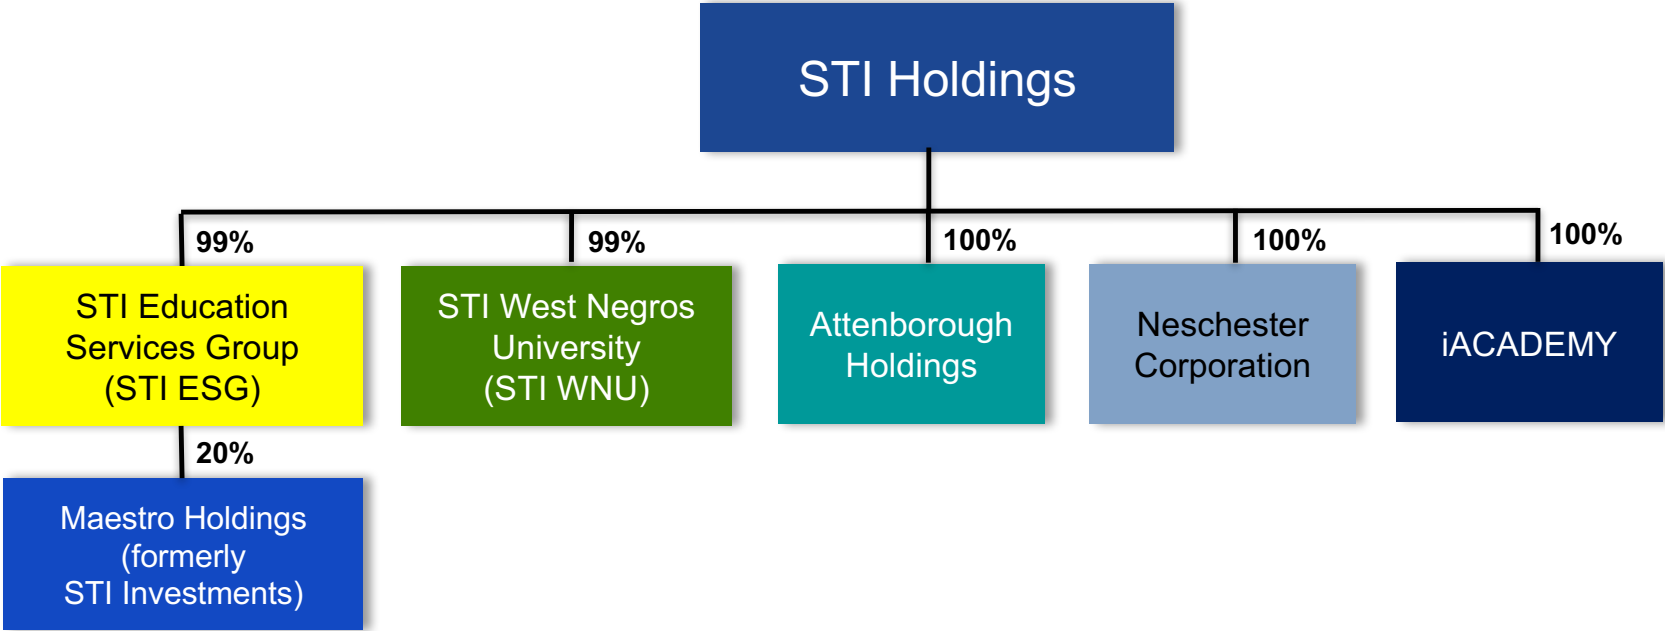 STI Holdings
99%
99%
100%
100%
100%
STI Education
Services Group
(STI ESG)
STI West Negros
University
(STI WNU)
Attenborough
Holdings
Neschester
Corporation
iACADEMY
20%
Maestro Holdings
(formerly
STI Investments)